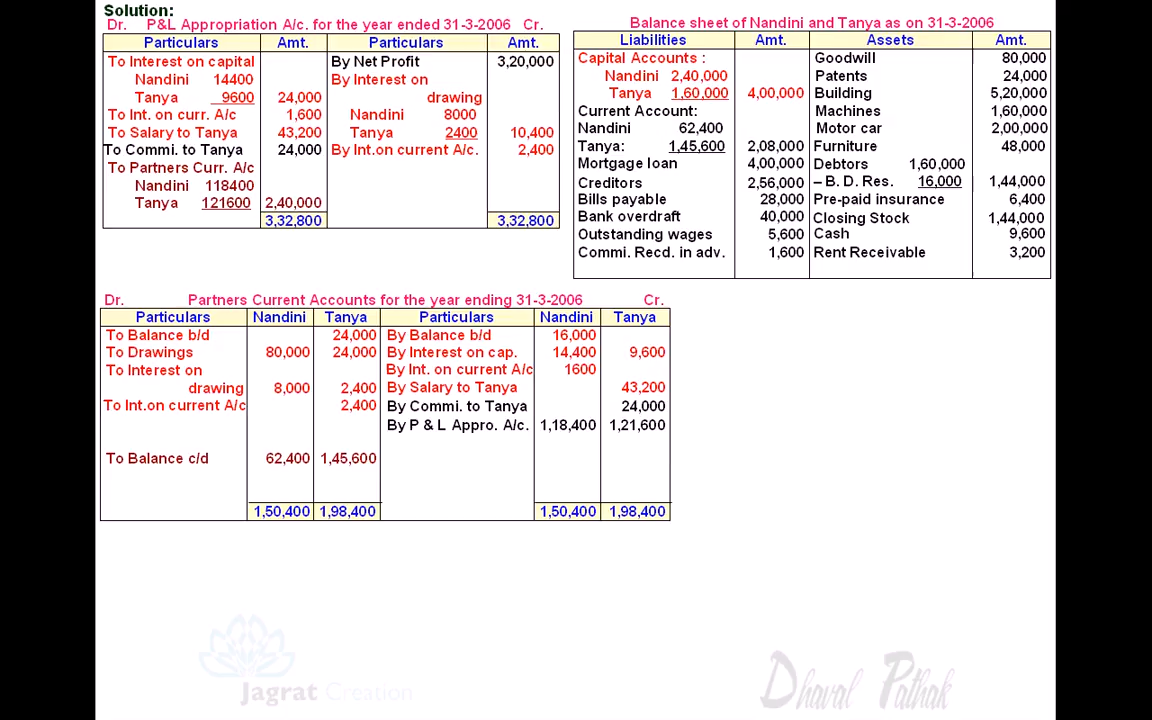 Solution:
Dr. P&L Appropriation A/c. for the year ended 31-3-2006 Cr.
Particulars Amt. Particulars Amt.
To Interest on capital By Net Profit 3,20,000
Nandini 14400 By Interest on
Tanya 9600 24,000 drawing
To Int. on curr. A/c 1,600 Nandini 8000
To Salary to Tanya 43,200 Tanya 2400 10,400
To Commi. to Tanya 24,000 By Int.on current A/c. 2,400
To Partners Curr. A/c
Nandini 118400
Tanya 121600 2,40,000
3,32,800 3,32,800
Balance sheet of Nandini and Tanya as on 31-3-2006
Liabilities Amt. Assets Amt.
Capital Accounts : Goodwill 80,000
Nandini 2,40,000 Patents 24,000
Tanya 1,60,000 4,00,000 Building 5,20,000
Current Account: Machines 1,60,000
Nandini 62,400 Motor car 2,00,000
Tanya: 1,45,600 2,08,000 Furniture 48,000
Mortgage loan 4,00,000 Debtors 1,60,000
Creditors 2,56,000 – B. D. Res. 16,000 1,44,000
Bills payable 28,000 Pre-paid insurance 6,400
Bank overdraft 40,000 Closing Stock 1,44,000
Outstanding wages 5,600 Cash 9,600
Commi. Recd. in adv. 1,600 Rent Receivable 3,200
Dr. Partners Current Accounts for the year ending 31-3-2006 Cr.
Particulars Nandini Tanya Particulars Nandini Tanya
To Balance b/d 24,000 By Balance b/d 16,000
To Drawings 80,000 24,000 By Interest on cap. 14,400 9,600
To Interest on By Int. on current A/c 1600
drawing 8,000 2,400 By Salary to Tanya 43,200
To Int.on current A/c 2,400 By Commi. to Tanya 24,000
By P & L Appro. A/c. 1,18,400 1,21,600
To Balance c/d 62,400 1,45,600
1,50,400 1,98,400 1,50,400 1,98,400
Jagrat Creation
Dhaval Pathak